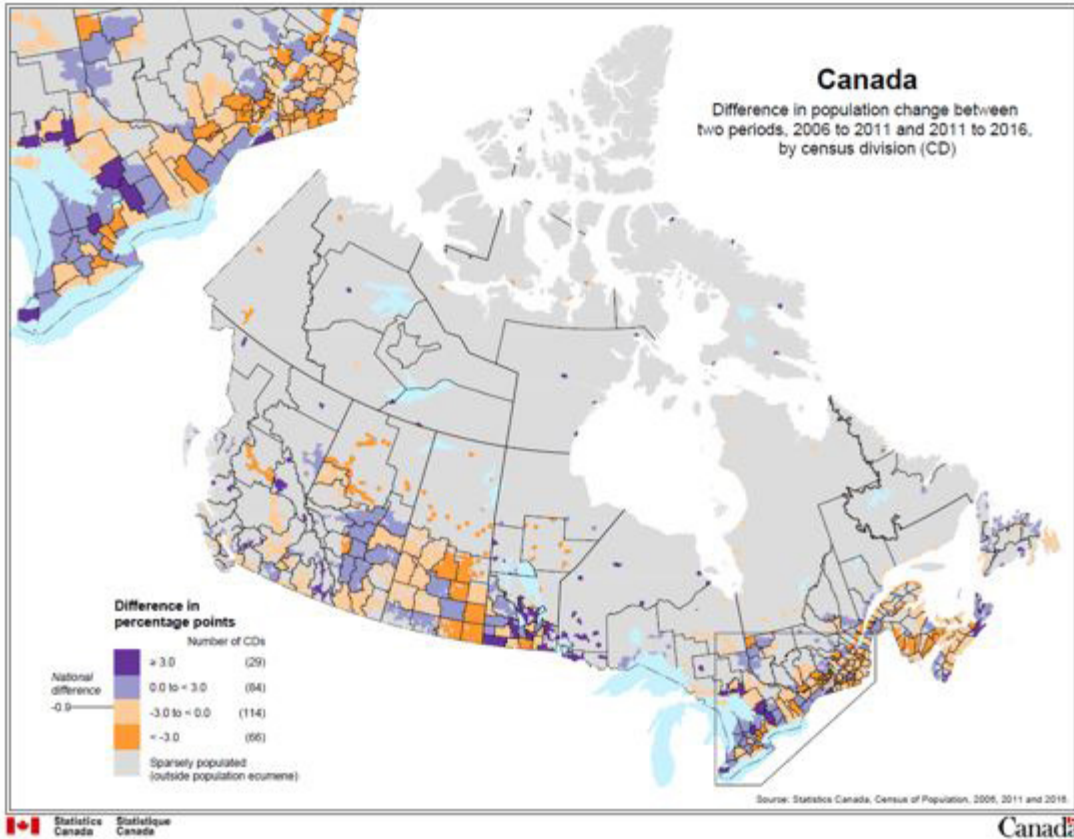 Canada
Difference in population change between
two periods, 2006 to 2011 and 2011 to 2016,
by census division (CD)
Difference in
percentage points
Number of CDs
≥ 3.0 (29)
0.0 to < 3.0 (84)
National
difference
-0.9
-3.0 to < 0.0 (114)
< -3.0 (66)
Sparsely populated
(outside population ecumene)
Source: Statistics Canada, Census of Population, 2006, 2011 and 2016.
Statistics Statistique
Canada Canada
Canada